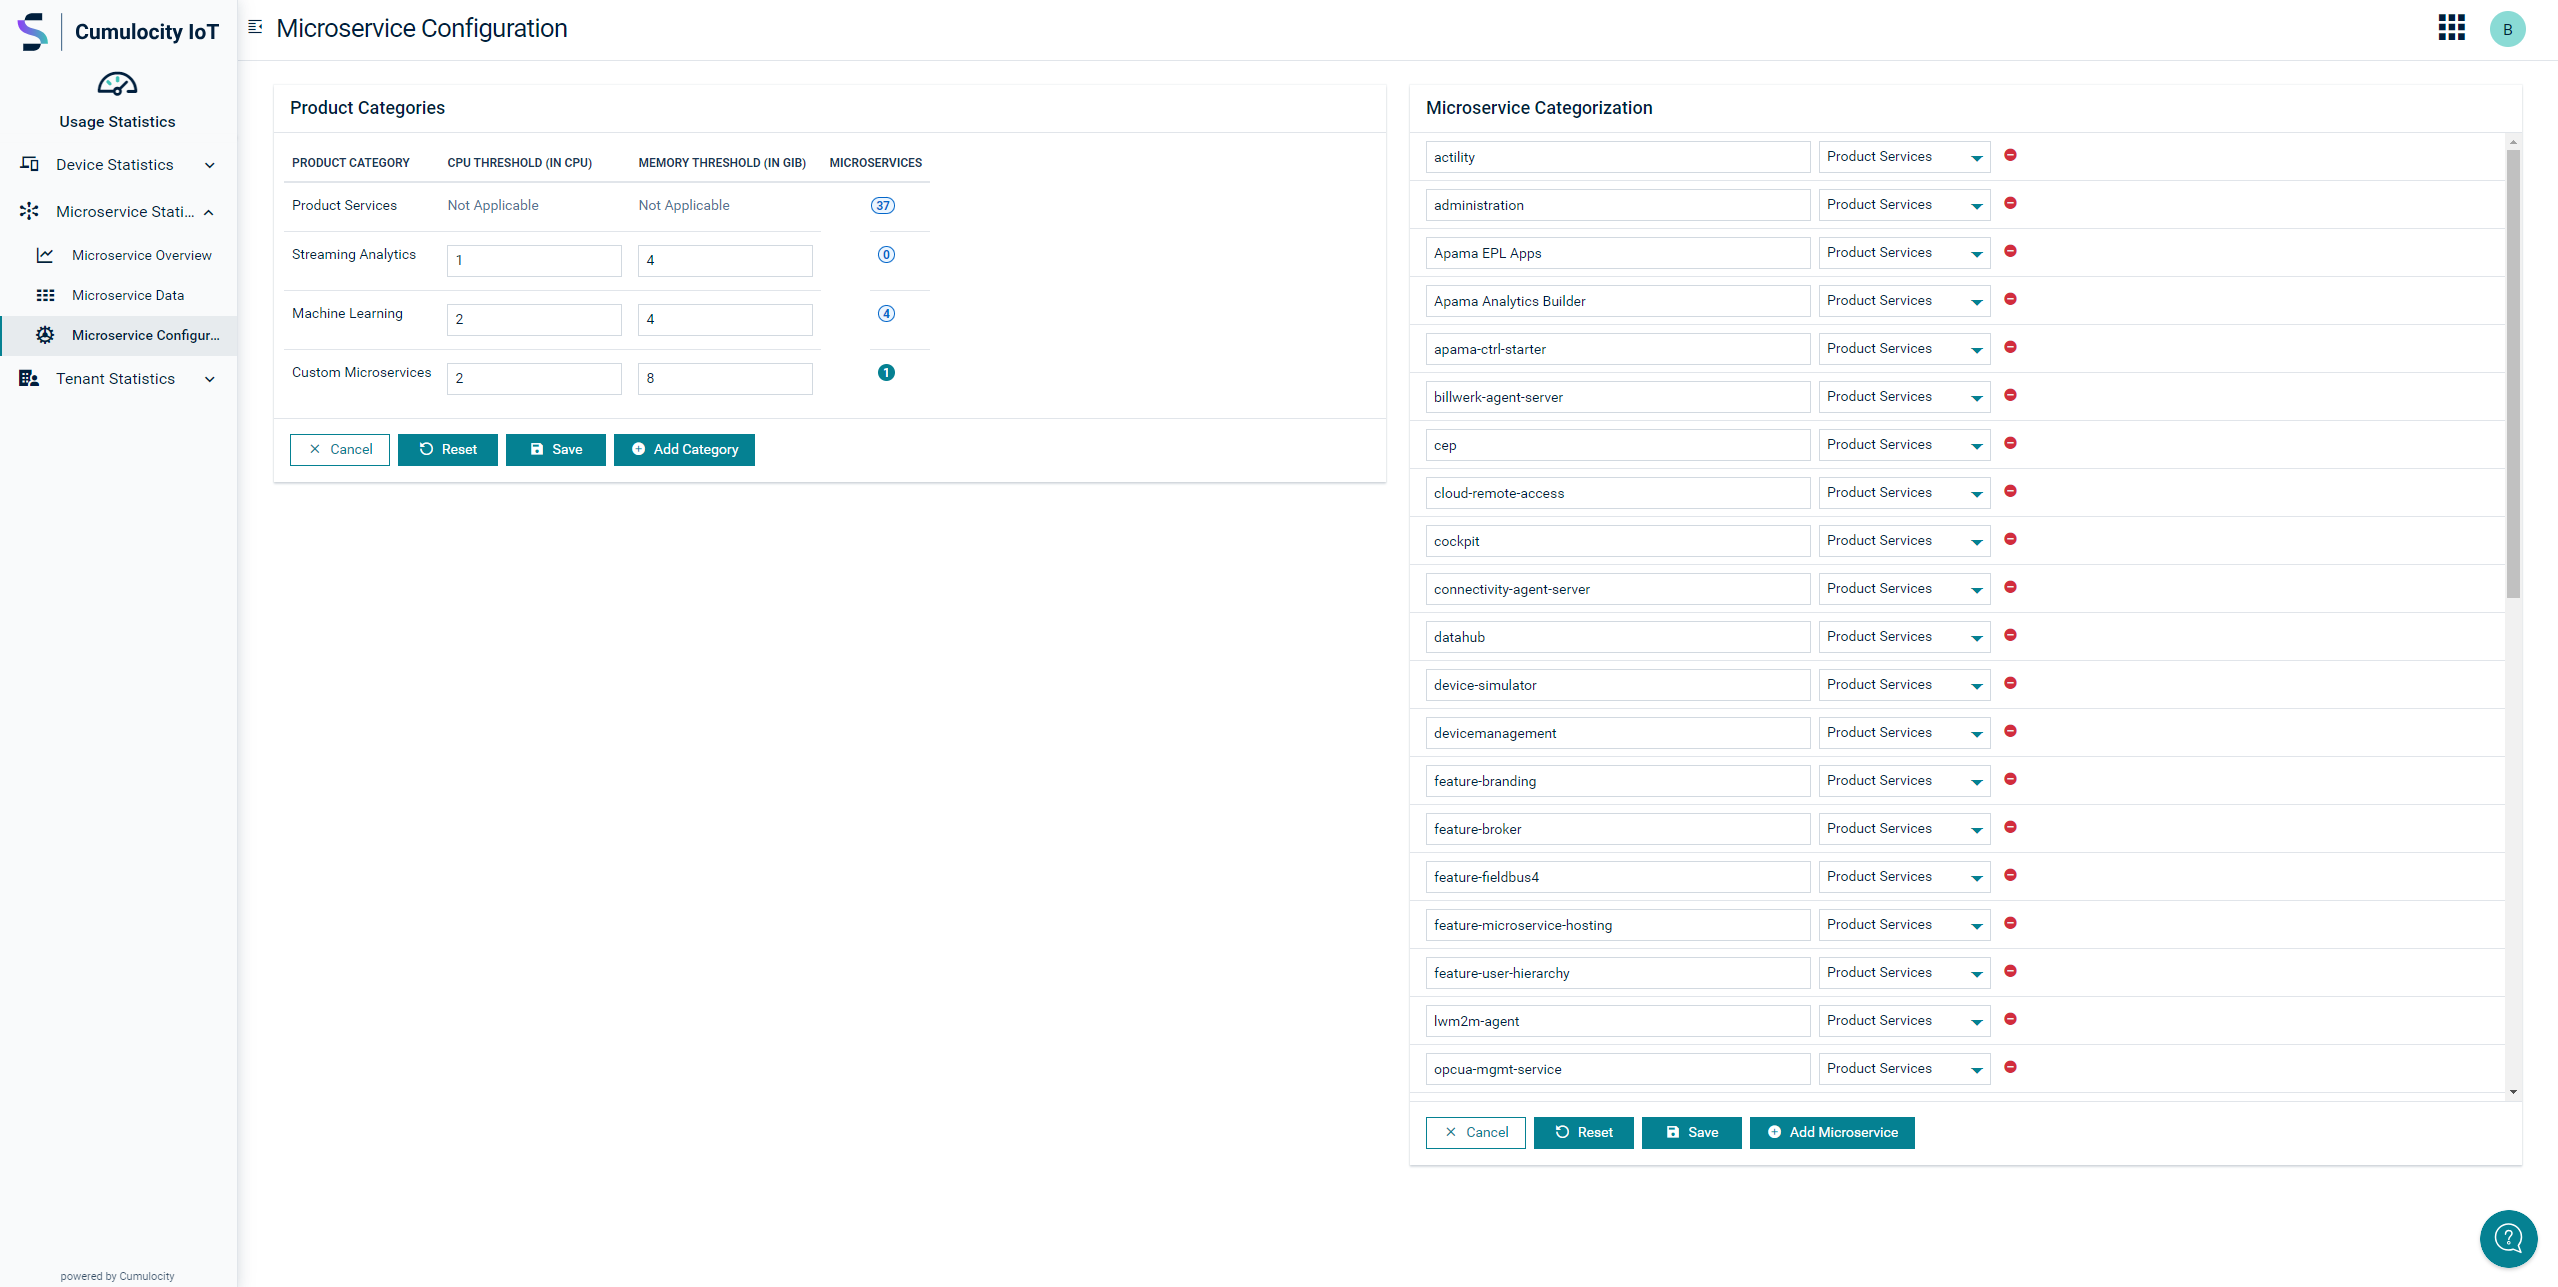 Cumulocity IoT
Usage Statistics
Device Statistics
Microservice Stati...
Microservice Overview
Microservice Data
Microservice Configur...
Tenant Statistics
powered by Cumulocity
Microservice Configuration
B
Product Categories
PRODUCT CATEGORY CPU THRESHOLD (IN CPU) MEMORY THRESHOLD (IN GIB) MICROSERVICES
Product Services Not Applicable Not Applicable 37
Streaming Analytics 1 4 0
Machine Learning 2 4 4
Custom Microservices 2 8 1
Cancel Reset Save Add Category
Microservice Categorization
actility Product Services
administration Product Services
Apama EPL Apps Product Services
Apama Analytics Builder Product Services
apama-ctrl-starter Product Services
billwerk-agent-server Product Services
cep Product Services
cloud-remote-access Product Services
cockpit Product Services
connectivity-agent-server Product Services
datahub Product Services
device-simulator Product Services
devicemanagement Product Services
feature-branding Product Services
feature-broker Product Services
feature-fieldbus4 Product Services
feature-microservice-hosting Product Services
feature-user-hierarchy Product Services
lwm2m-agent Product Services
opcua-mgmt-service Product Services
Cancel Reset Save Add Microservice